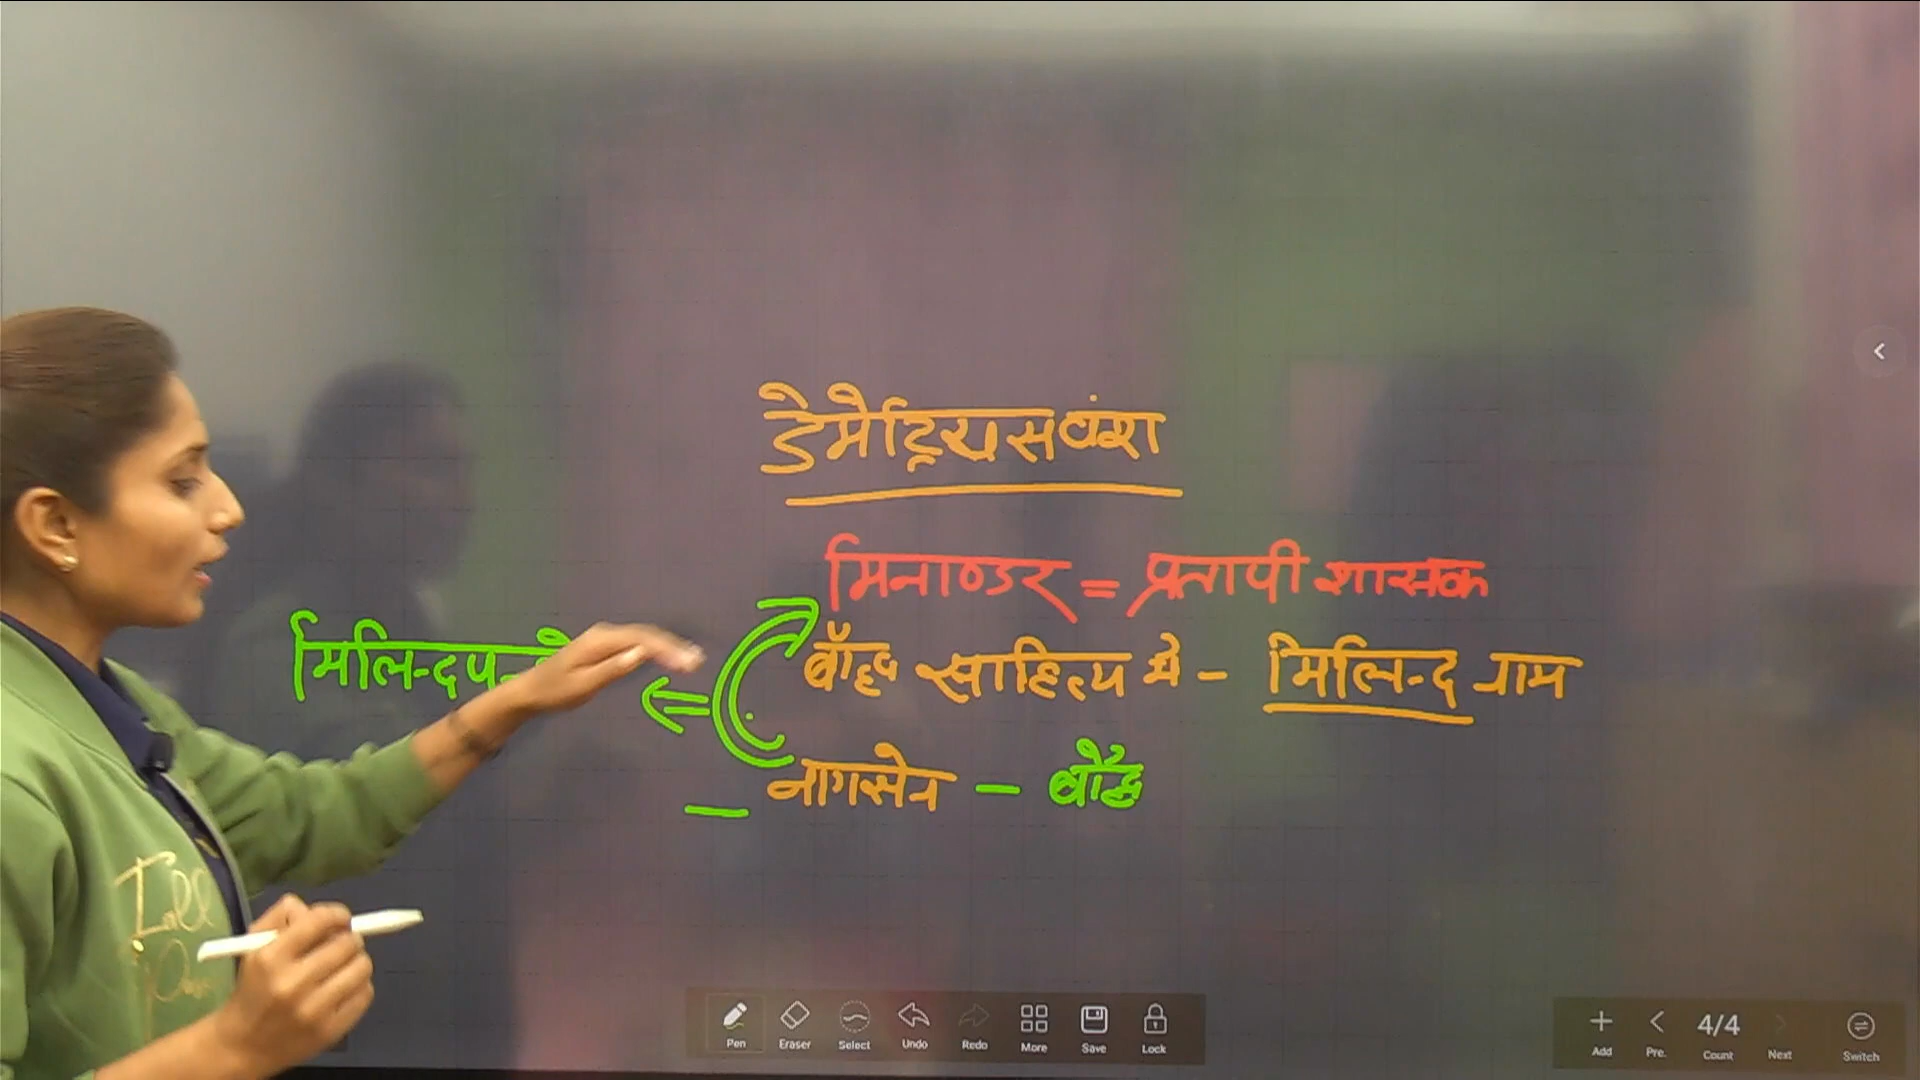 डेमेट्रियस वंश
मिनाण्डर = प्रतापी शासक
बौद्ध साहित्य मे - मिलिन्द नाम
मिलिन्दप
नागसेन - बौद्ध
Pen Eraser Select Undo Redo More Save Lock
Add Pre. 4/4 Count Next Switch